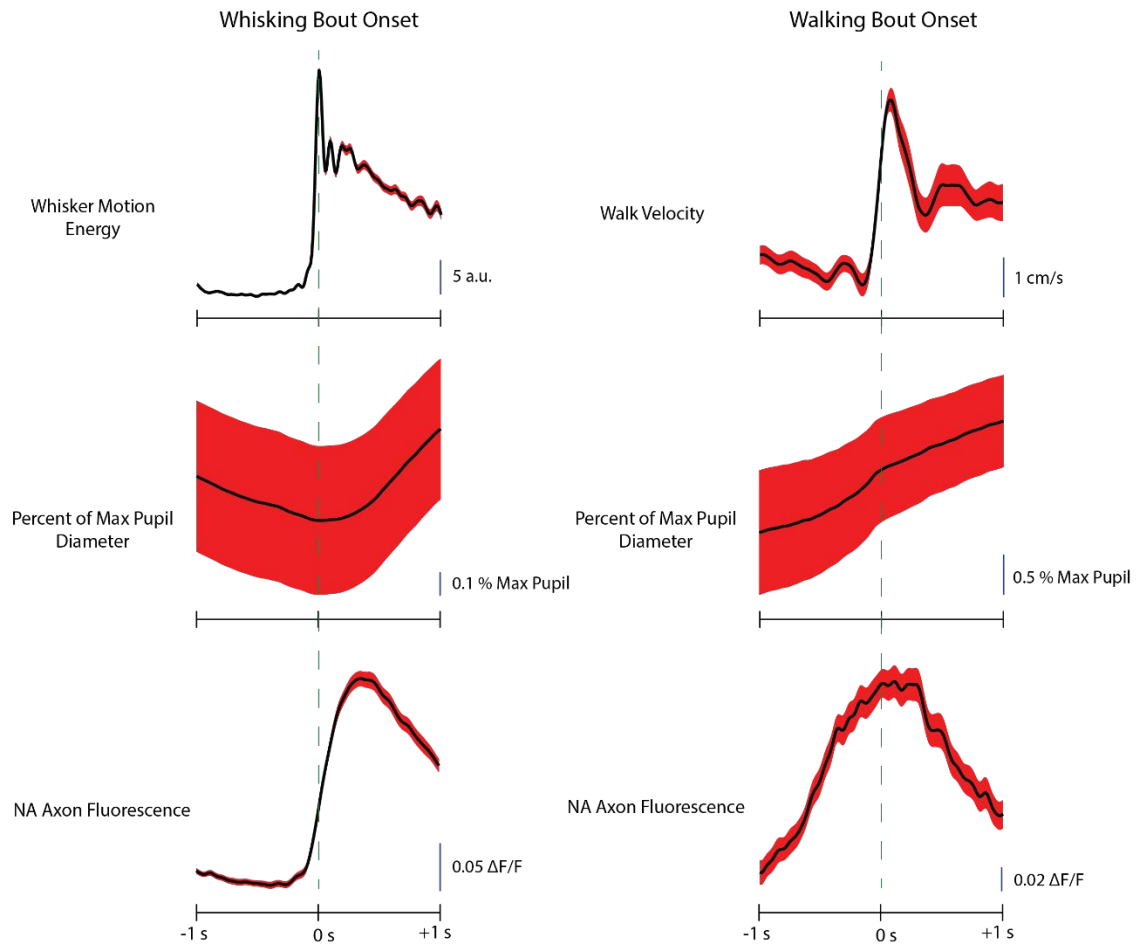 Whisking Bout Onset
Walking Bout Onset
Whisker Motion
Energy
5 a.u.
Walk Velocity
1 cm/s
Percent of Max Pupil
Diameter
0.1 % Max Pupil
Percent of Max Pupil
Diameter
0.5 % Max Pupil
NA Axon Fluorescence
0.05 ΔF/F
NA Axon Fluorescence
0.02 ΔF/F
-1 s
0 s
+1 s
-1 s
0 s
+1 s